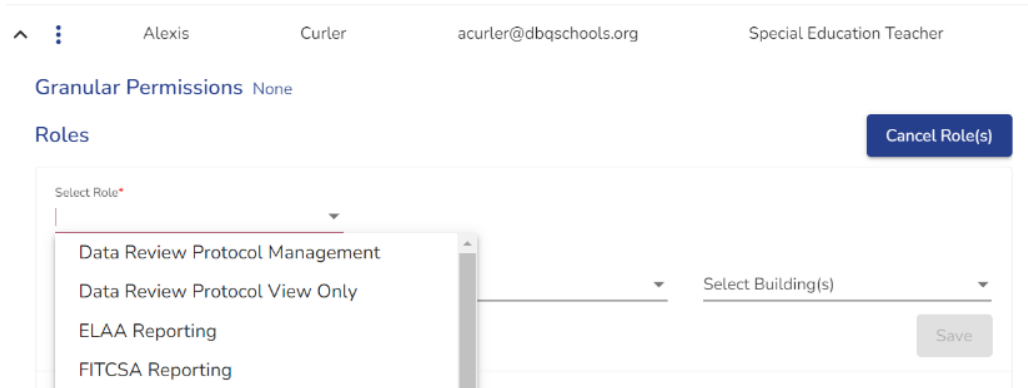 Alexis Curler acurler@dbqschools.org Special Education Teacher
Granular Permissions None
Roles
Cancel Role(s)
Select Role*
Data Review Protocol Management
Data Review Protocol View Only
Select Building(s)
ELAA Reporting
Save
FITCSA Reporting